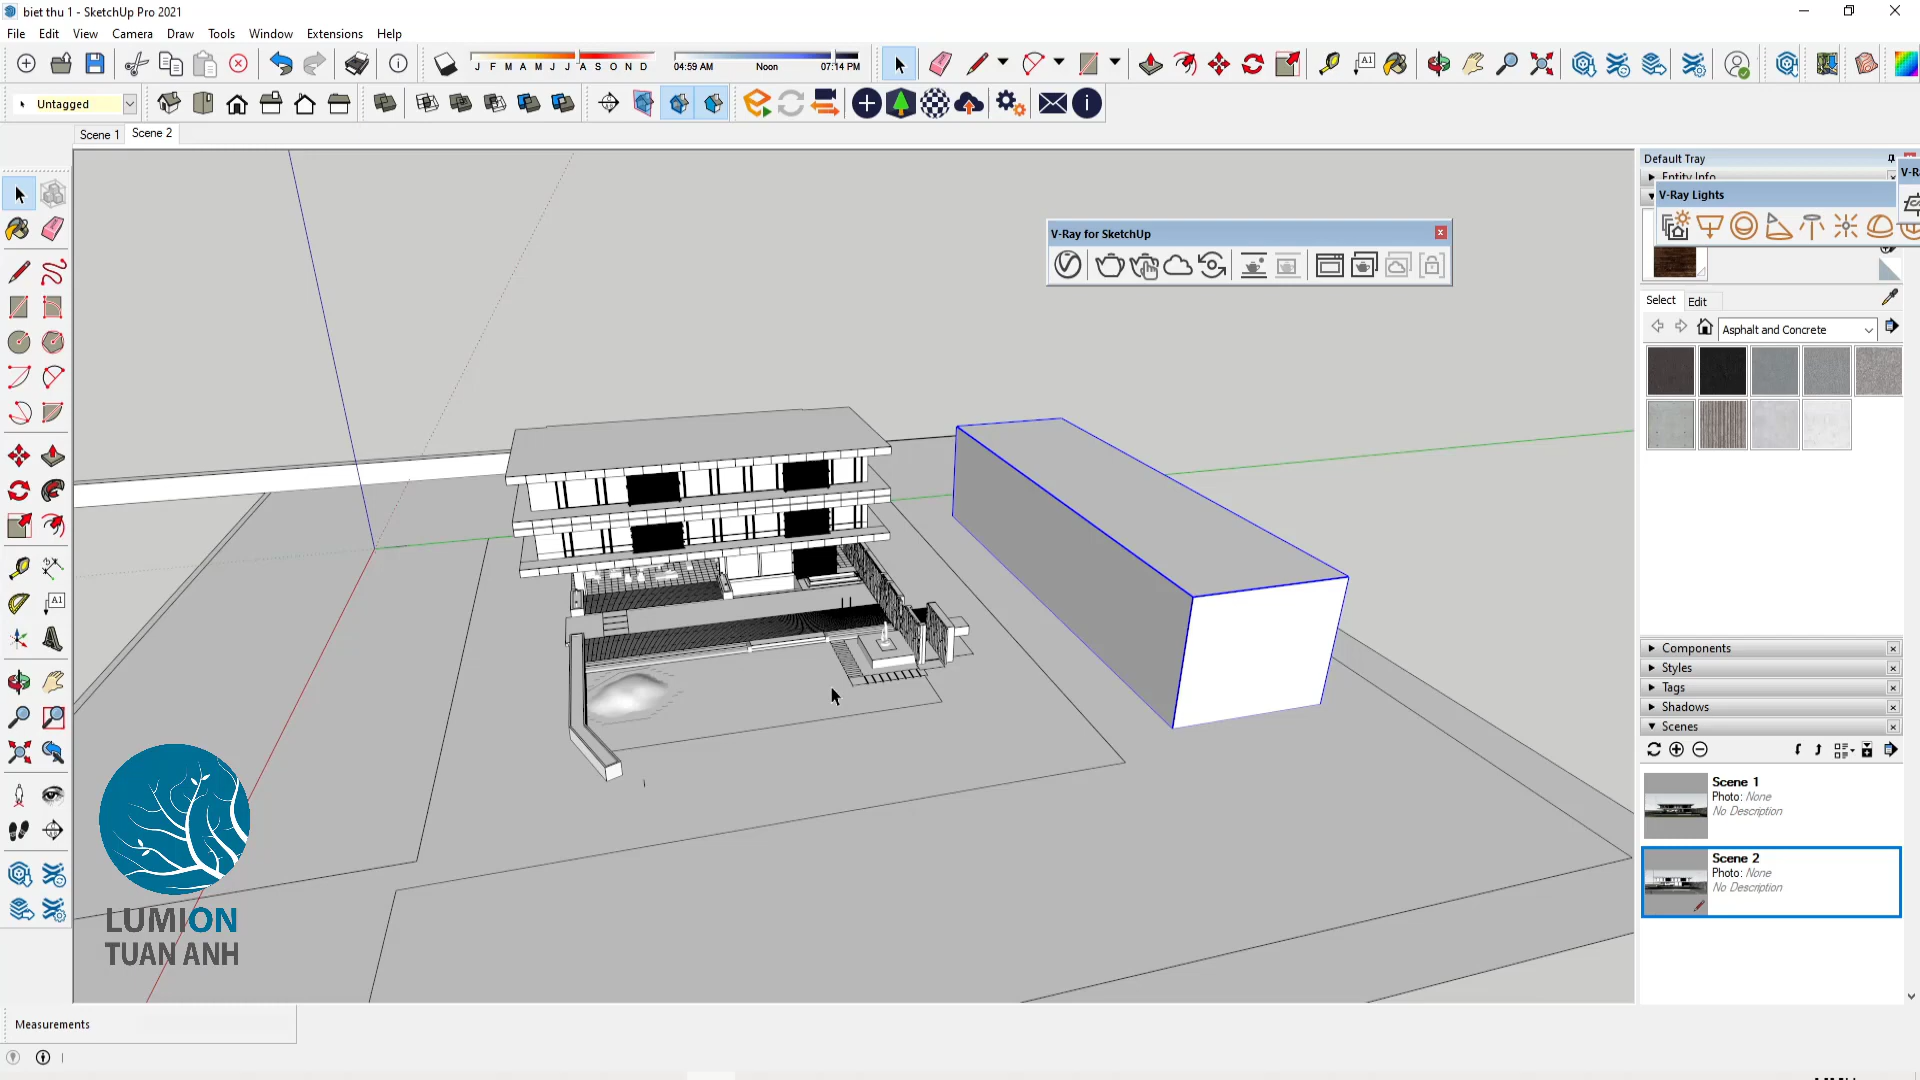 biet thu 1 - SketchUp Pro 2021
File Edit View Camera Draw Tools Window Extensions Help
J F M A M J J A S O N D
04:59 AM Noon 07:14 PM
A1
Untagged
Scene 1 Scene 2
Default Tray
Entity Info
V-Ray Lights
V-R
V-Ray for SketchUp
Select Edit
Asphalt and Concrete
A1
Components
Styles
Tags
Shadows
Scenes
Scene 1
Photo: None
No Description
Scene 2
Photo: None
No Description
LUMION
TUAN ANH
Measurements